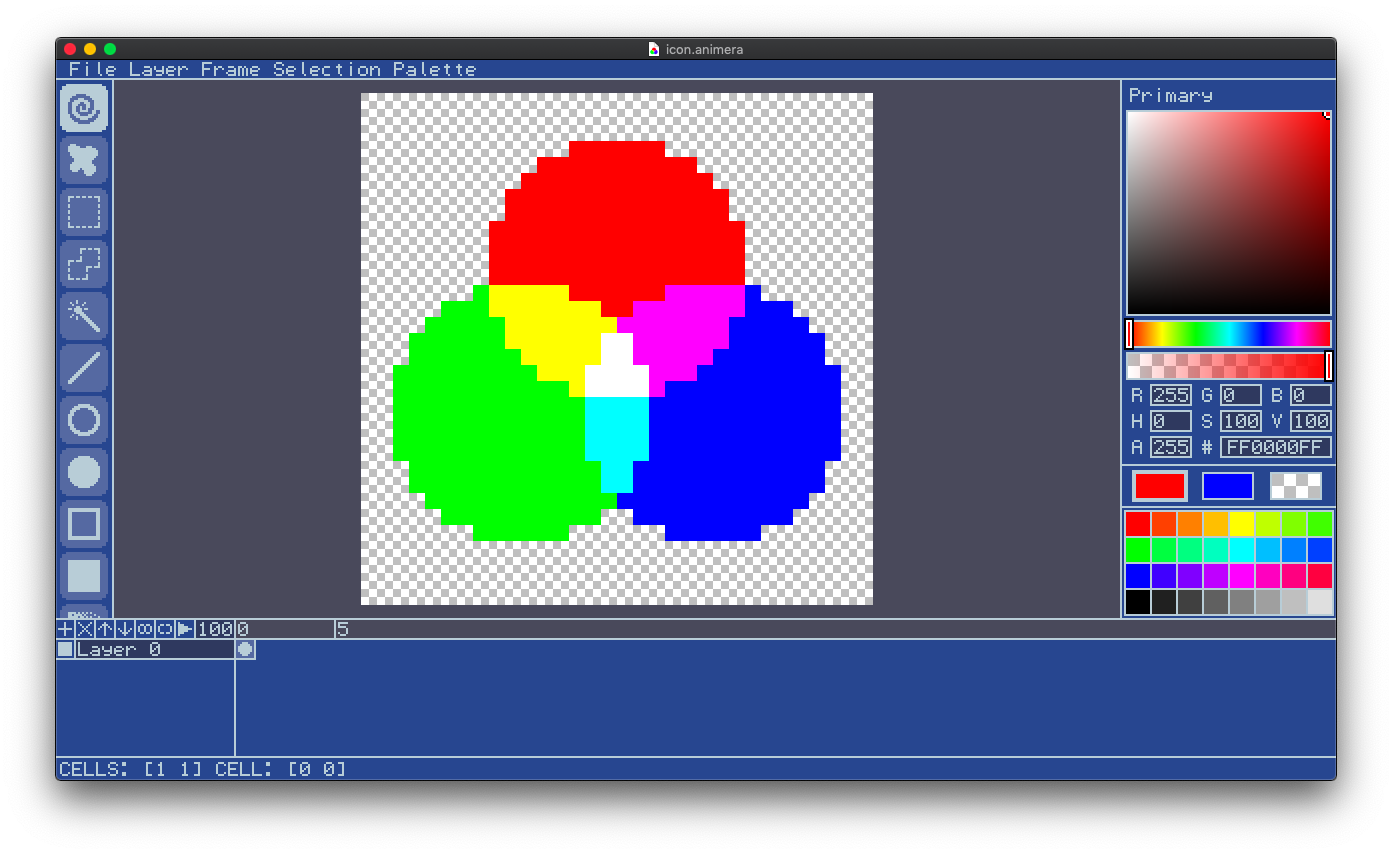 icon.animera
File Layer Frame Selection Palette
Primary
R 255 G 0 B 0
H 0 S 100 V 100
A 255 # FF0000FF
100 0 5
Layer 0
CELLS: [1 1] CELL: [0 0]